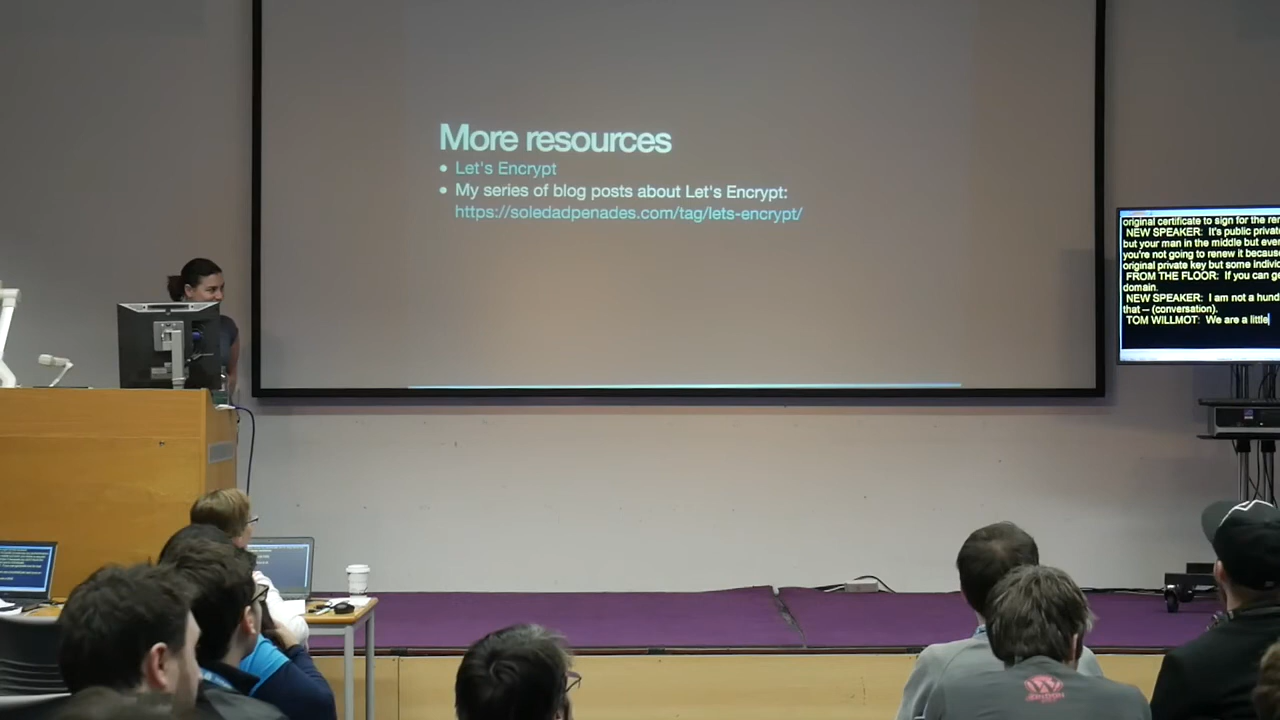 More resources
• Let's Encrypt
• My series of blog posts about Let's Encrypt:
https://soledadpenades.com/tag/lets-encrypt/
original certificate to sign for the
NEW SPEAKER: It's public
but your man in the middle but
you're not going to renew it
original private key but some
FROM THE FLOOR: If you can
domain.
NEW SPEAKER: I am not a
that – (conversation).
TOM WILLMOT: We are a little
LONDON